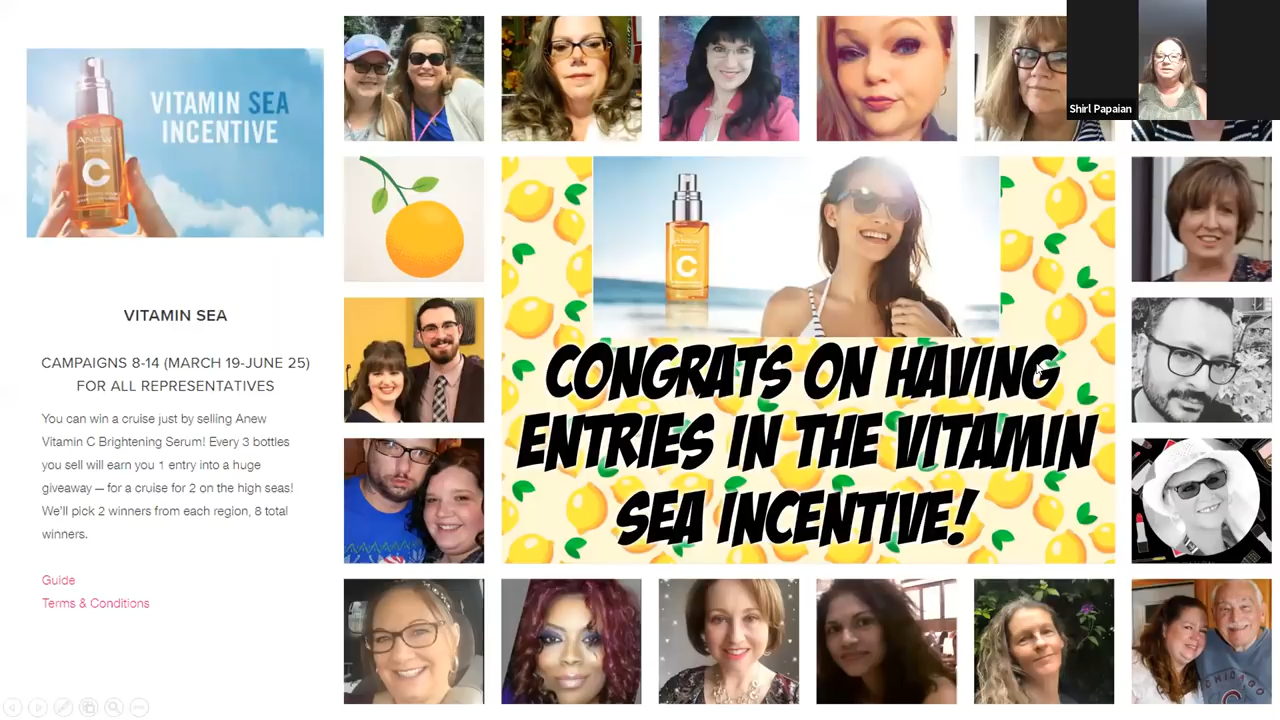 VITAMIN SEA
INCENTIVE
ANEW
C
VITAMIN SEA
CAMPAIGNS 8-14 (MARCH 19-JUNE 25)
FOR ALL REPRESENTATIVES
You can win a cruise just by selling Anew
Vitamin C Brightening Serum! Every 3 bottles
you sell will earn you 1 entry into a huge
giveaway — for a cruise for 2 on the high seas!
We'll pick 2 winners from each region, 8 total
winners.
Guide
Terms & Conditions
C
CONGRATS ON HAVING
ENTRIES IN THE VITAMIN
SEA INCENTIVE!
Shirl Papaian
CHICAGO
C